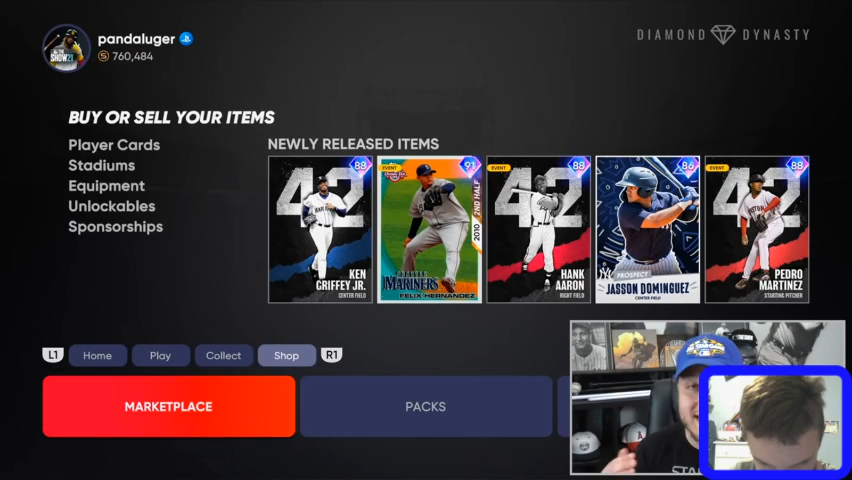 pandaluger
760,484
DIAMOND DYNASTY
BUY OR SELL YOUR ITEMS
Player Cards
Stadiums
Equipment
Unlockables
Sponsorships
NEWLY RELEASED ITEMS
42
88
KEN
GRIFFEY JR.
CENTER FIELD
EVENT
91
2010 2ND HALF
MARINERS
FELIX HERNANDEZ
EVENT
42
88
HANK
AARON
RIGHT FIELD
86
PROSPECT
JASSON DOMINGUEZ
CENTER FIELD
EVENT
42
88
PEDRO
MARTINEZ
STARTING PITCHER
L1
Home
Play
Collect
Shop
R1
MARKETPLACE
PACKS